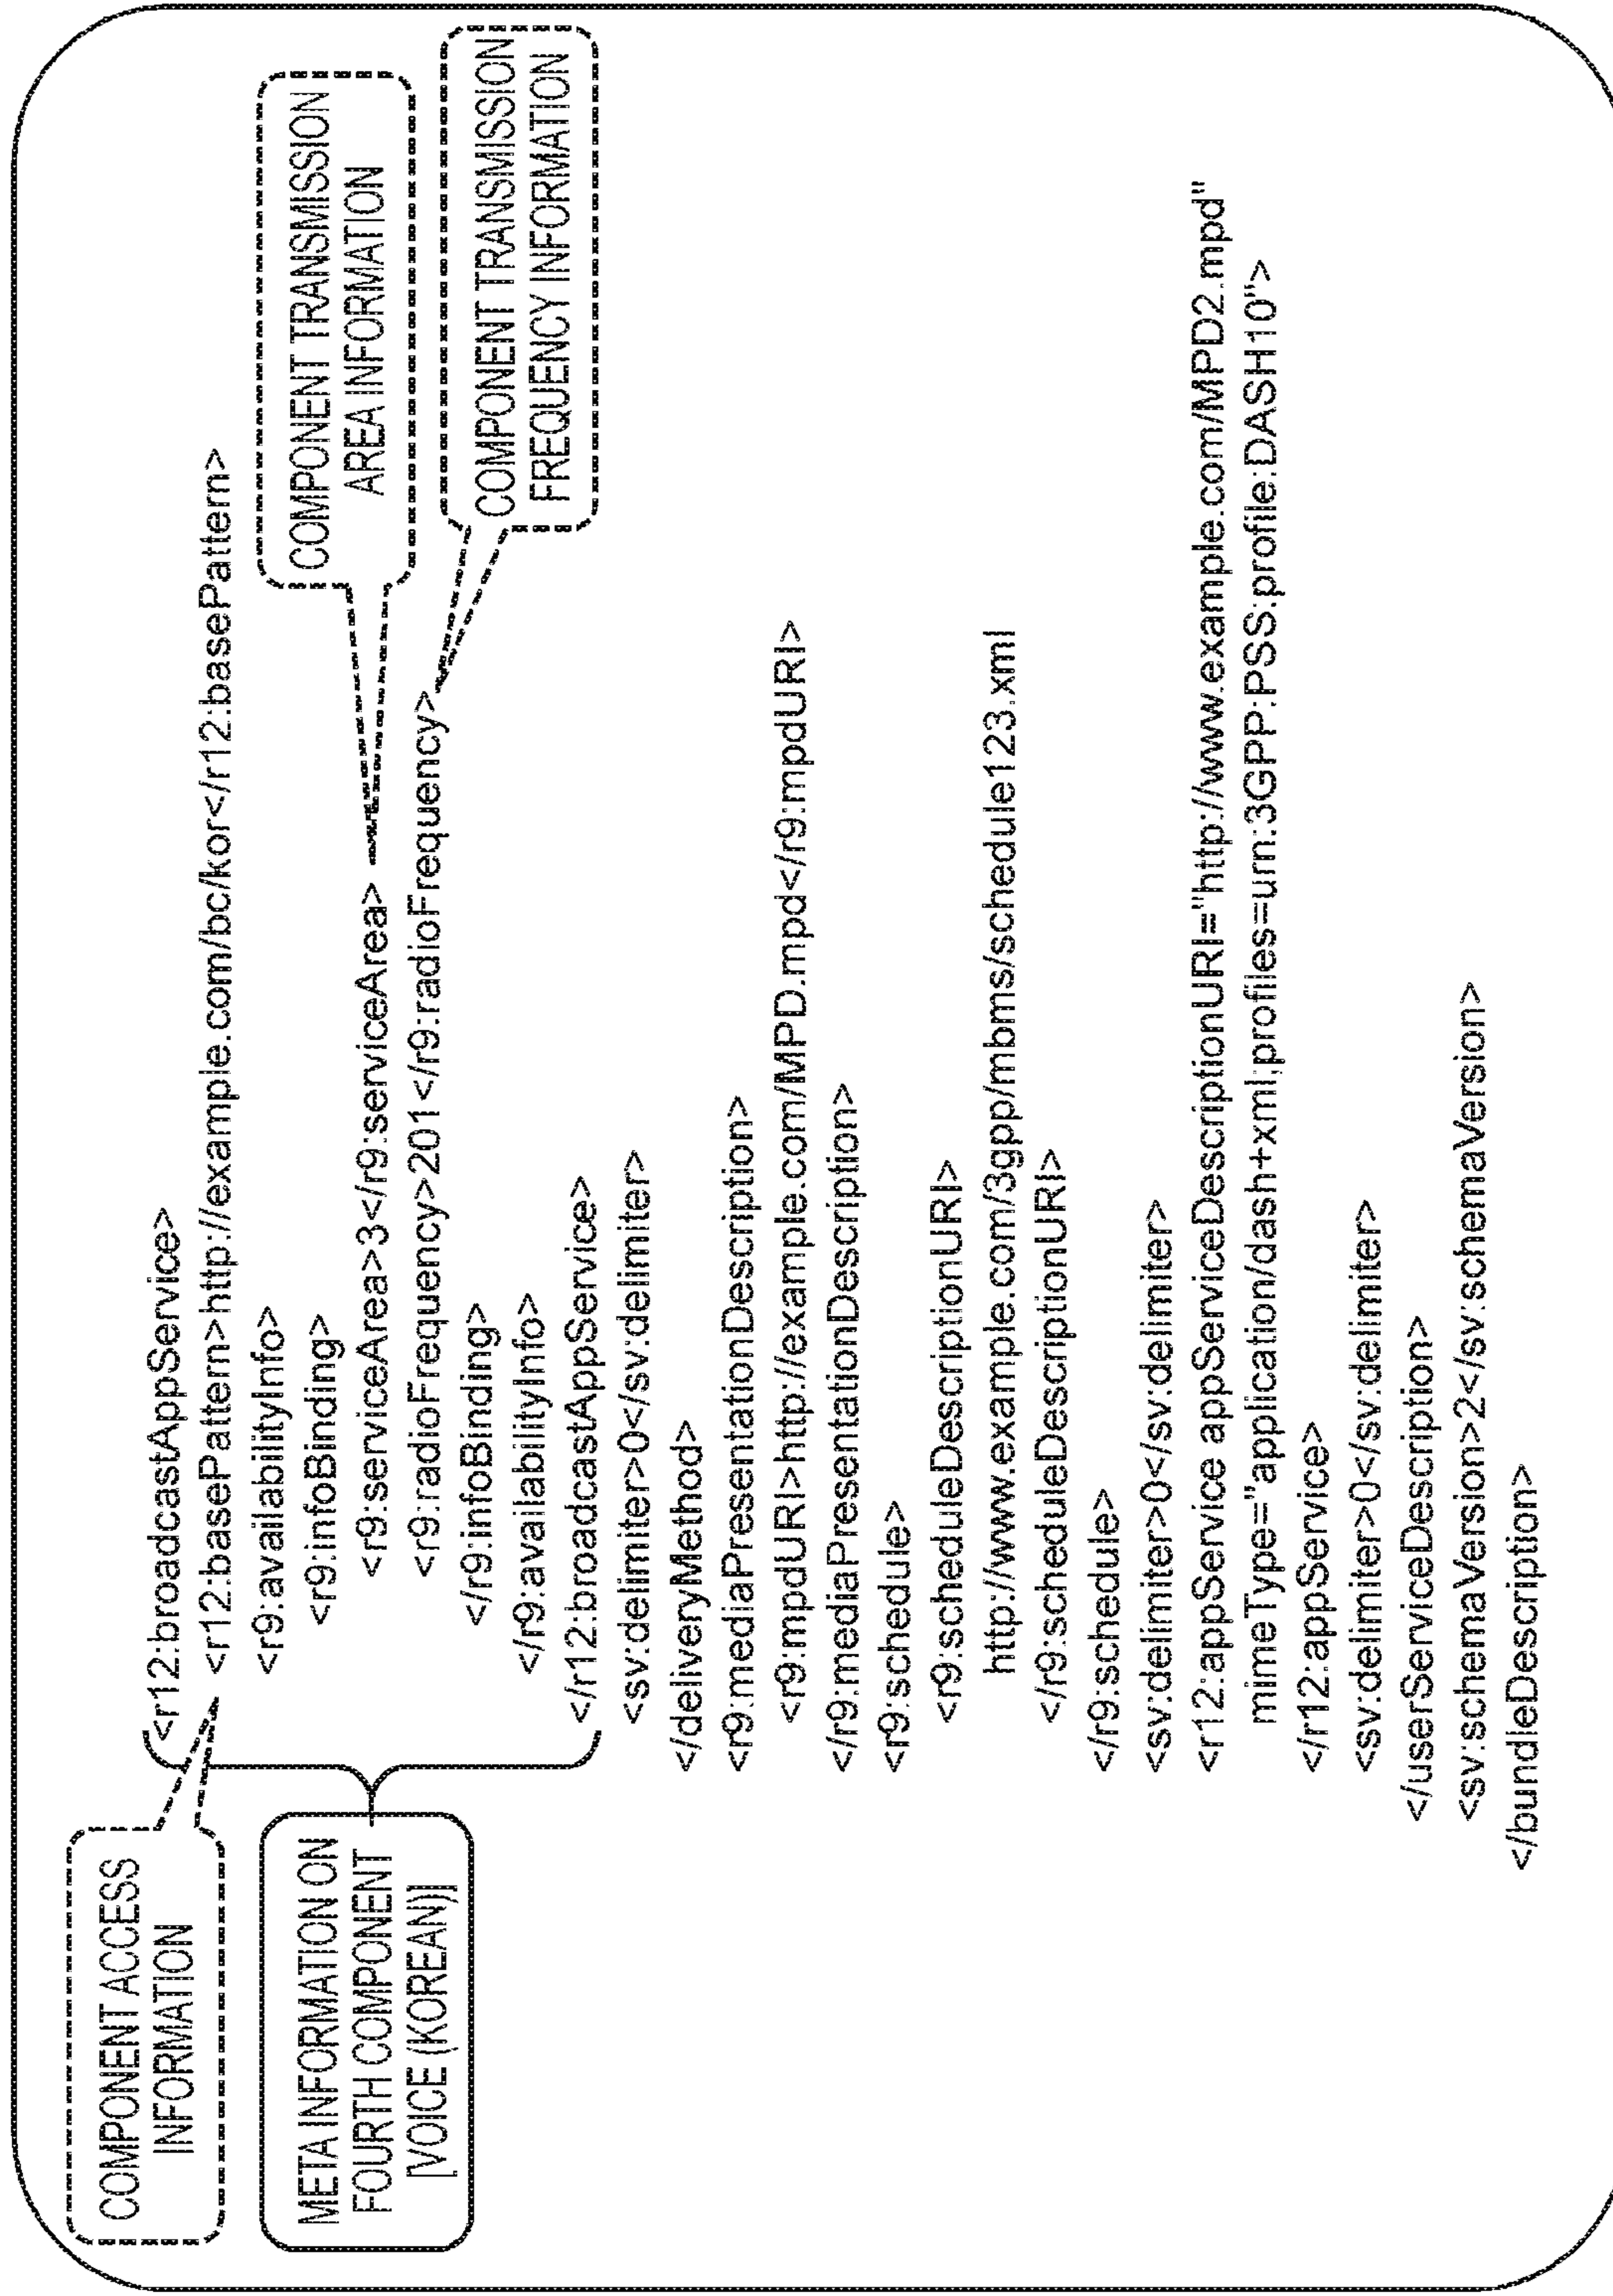 COMPONENT ACCESS
INFORMATION
META INFORMATION ON
FOURTH COMPONENT
[VOICE (KOREAN)]
<r12:broadcastAppService>
<r12:basePattern>http://example.com/bc/kor</r12:basePattern>
<r9:availabilityInfo>
<r9:infoBinding>
<r9:serviceArea>3</r9:serviceArea>
<r9:radioFrequency>201</r9:radioFrequency>
</r9:infoBinding>
</r9:availabilityInfo>
</r12:broadcastAppService>
<sv:delimiter>0</sv:delimiter>
</deliveryMethod>
<r9:mediaPresentationDescription>
<r9:mpdURI>http://example.com/MPD.mpd</r9:mpdURI>
</r9:mediaPresentationDescription>
<r9:schedule>
<r9:scheduleDescriptionURI>
http://www.example.com/3gpp/mbms/schedule123.xml
</r9:scheduleDescriptionURI>
</r9:schedule>
<sv:delimiter>0</sv:delimiter>
<r12:appService appServiceDescriptionURI="http://www.example.com/MPD2.mpd"
mimeType="application/dash+xml;profiles=urn:3GPP:PSS:profile:DASH10">
</r12:appService>
<sv:delimiter>0</sv:delimiter>
</userServiceDescription>
<sv:schemaVersion>2</sv:schemaVersion>
</bundleDescription>
COMPONENT TRANSMISSION
AREA INFORMATION
COMPONENT TRANSMISSION
FREQUENCY INFORMATION